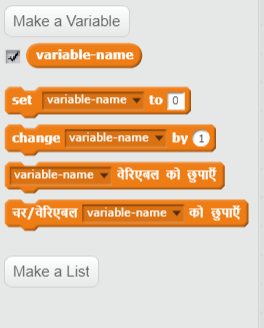 Make a Variable
variable-name
set variable-name to 0
change variable-name by 1
variable-name वेरिएबल को छुपाएँ
चर/वेरिएबल variable-name को छुपाएँ
Make a List